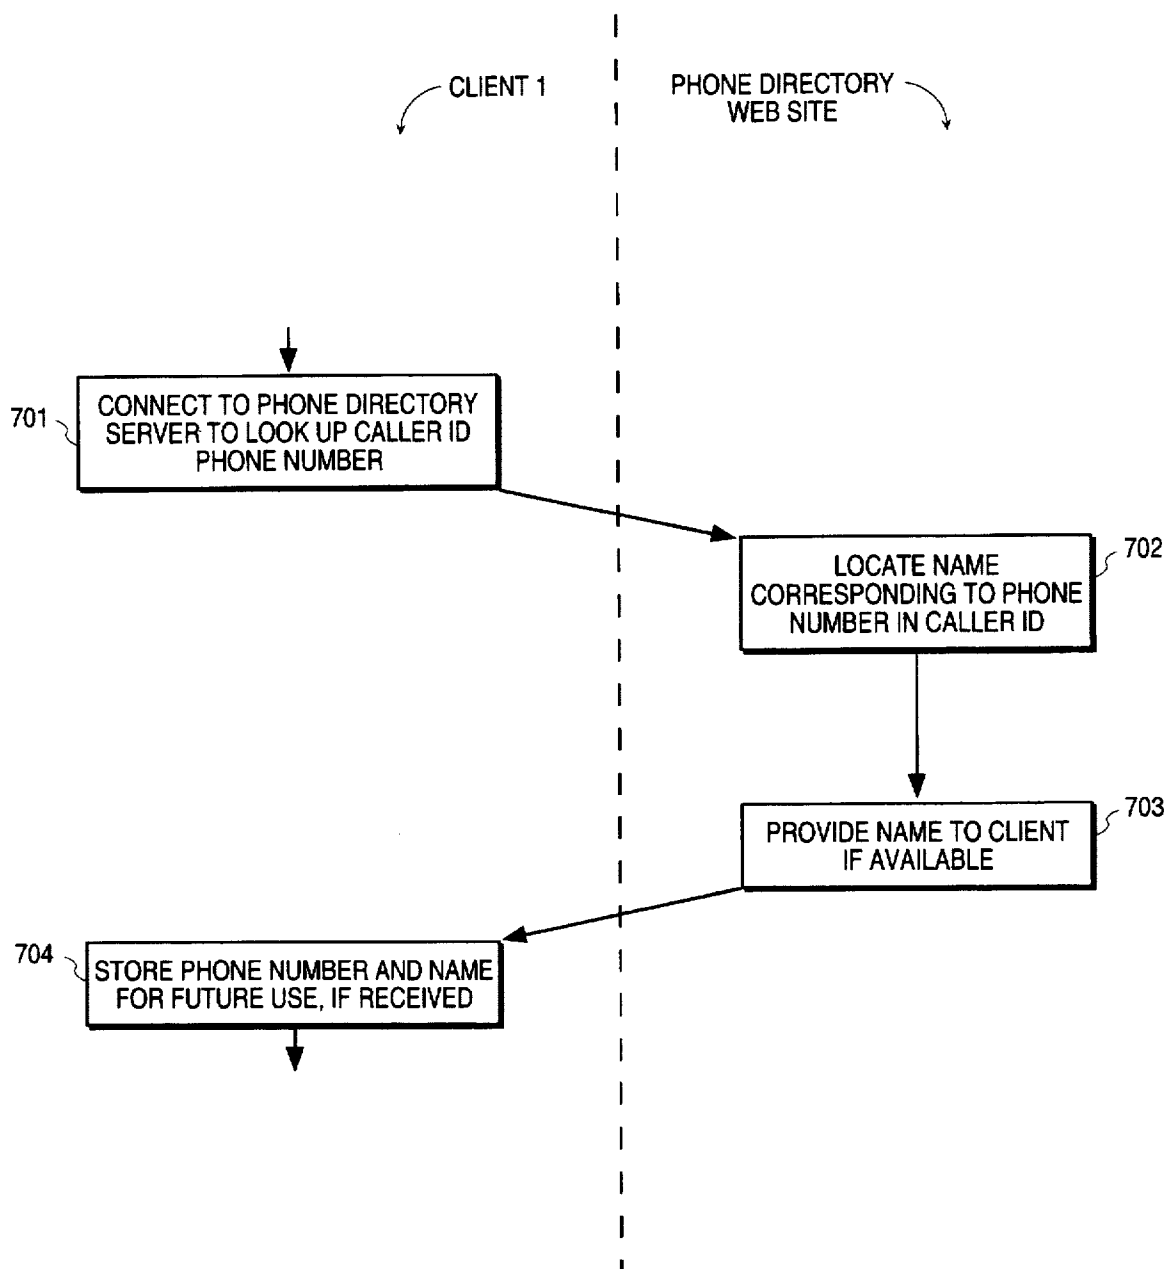 CLIENT 1
PHONE DIRECTORY
WEB SITE
701
CONNECT TO PHONE DIRECTORY
SERVER TO LOOK UP CALLER ID
PHONE NUMBER
702
LOCATE NAME
CORRESPONDING TO PHONE
NUMBER IN CALLER ID
703
PROVIDE NAME TO CLIENT
IF AVAILABLE
704
STORE PHONE NUMBER AND NAME
FOR FUTURE USE, IF RECEIVED